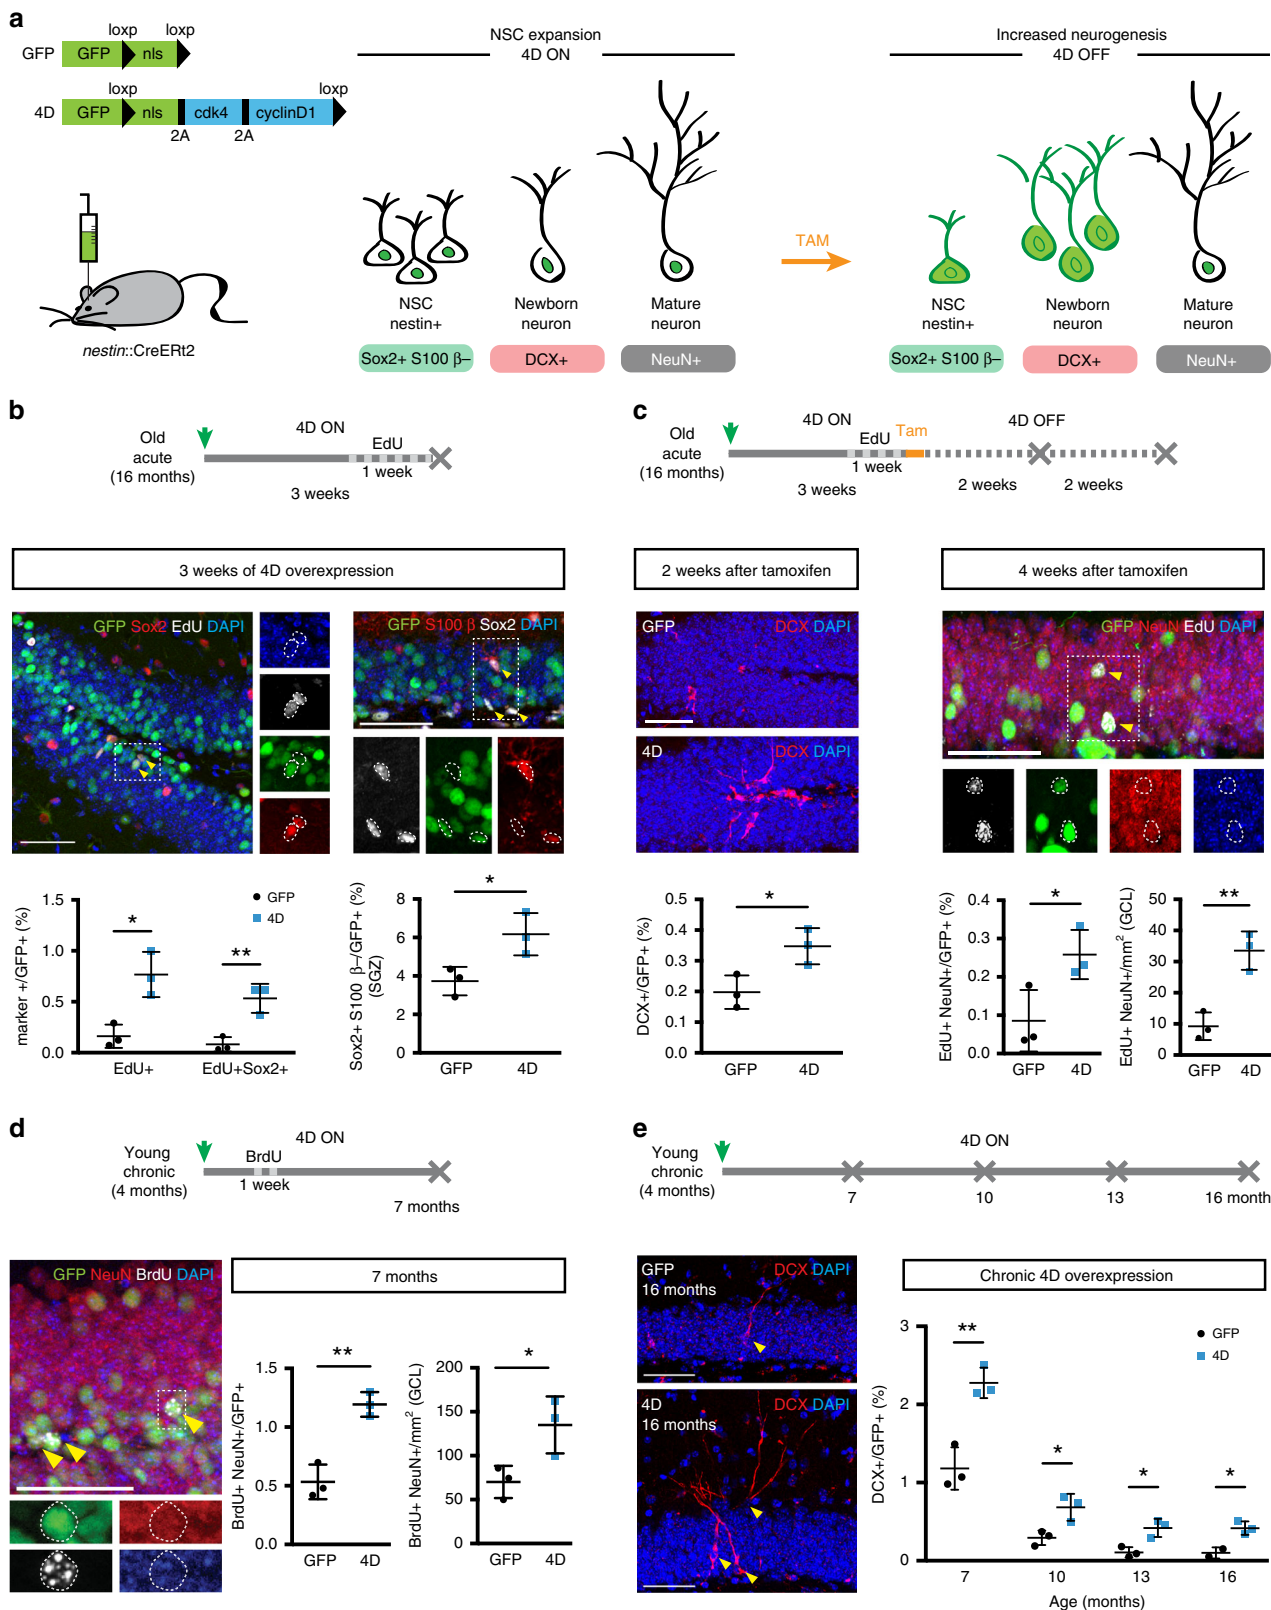 a
loxp loxp
GFP GFP nls
loxp loxp
4D GFP nls cdk4 cyclinD1
2A 2A
nestin::CreERt2
NSC expansion
4D ON
NSC
nestin+
Newborn
neuron
Mature
neuron
Sox2+ S100 β– DCX+ NeuN+
TAM
Increased neurogenesis
4D OFF
NSC
nestin+
Newborn
neuron
Mature
neuron
Sox2+ S100 β– DCX+ NeuN+
b
Old
acute
(16 months)
4D ON
EdU
1 week
3 weeks
3 weeks of 4D overexpression
GFP Sox2 EdU DAPI
GFP S100 β Sox2 DAPI
marker +/GFP+ (%)
1.5
1.0
0.5
0.0
GFP
4D
*
**
EdU+ EdU+Sox2+
Sox2+ S100 β–/GFP+ (%)
(SGZ)
8
6
4
2
0
*
GFP 4D
c
Old
acute
(16 months)
4D ON
EdU
Tam
1 week
3 weeks
4D OFF
2 weeks 2 weeks
2 weeks after tamoxifen
GFP DCX DAPI
4D DCX DAPI
DCX+/GFP+ (%)
0.5
0.4
0.3
0.2
0.1
0.0
*
GFP 4D
4 weeks after tamoxifen
GFP NeuN EdU DAPI
EdU+ NeuN+/GFP+ (%)
0.4
0.3
0.2
0.1
0.0
*
GFP 4D
EdU+ NeuN+/mm² (GCL)
50
40
30
20
10
0
**
GFP 4D
d
Young
chronic
(4 months)
4D ON
BrdU
1 week
7 months
GFP NeuN BrdU DAPI
7 months
BrdU+ NeuN+/GFP+
1.5
1.0
0.5
0.0
**
GFP 4D
BrdU+ NeuN+/mm² (GCL)
200
150
100
50
0
*
GFP 4D
e
Young
chronic
(4 months)
4D ON
7 10 13 16 month
GFP DCX DAPI
16 months
4D DCX DAPI
16 months
Chronic 4D overexpression
DCX+/GFP+ (%)
3
2
1
0
**
*
*
*
GFP
4D
7 10 13 16
Age (months)